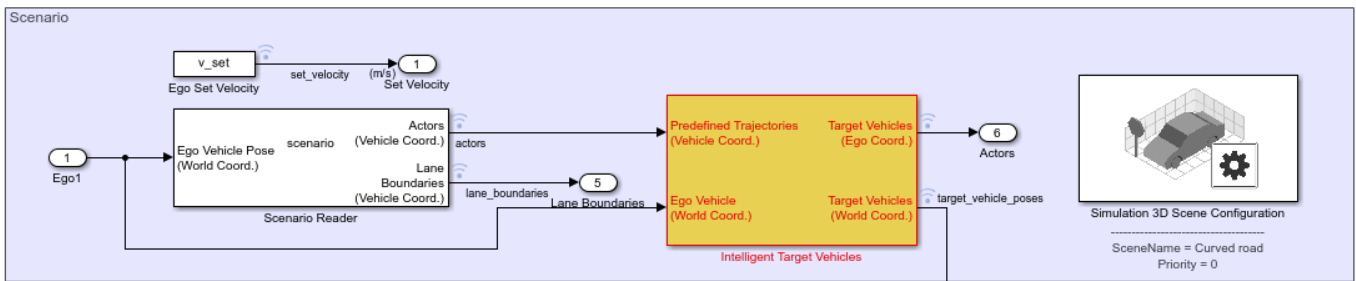 Scenario
v_set
Ego Set Velocity
set_velocity
(m/s)
1
Set Velocity
1
Ego1
Ego Vehicle Pose
(World Coord.)
scenario
Actors
(Vehicle Coord.)
Lane
Boundaries
(Vehicle Coord.)
Scenario Reader
actors
lane_boundaries
5
Lane Boundaries
Predefined Trajectories
(Vehicle Coord.)
Ego Vehicle
(World Coord.)
Target Vehicles
(Ego Coord.)
Target Vehicles
(World Coord.)
Intelligent Target Vehicles
6
Actors
target_vehicle_poses
Simulation 3D Scene Configuration
------------------------------------
SceneName = Curved road
Priority = 0